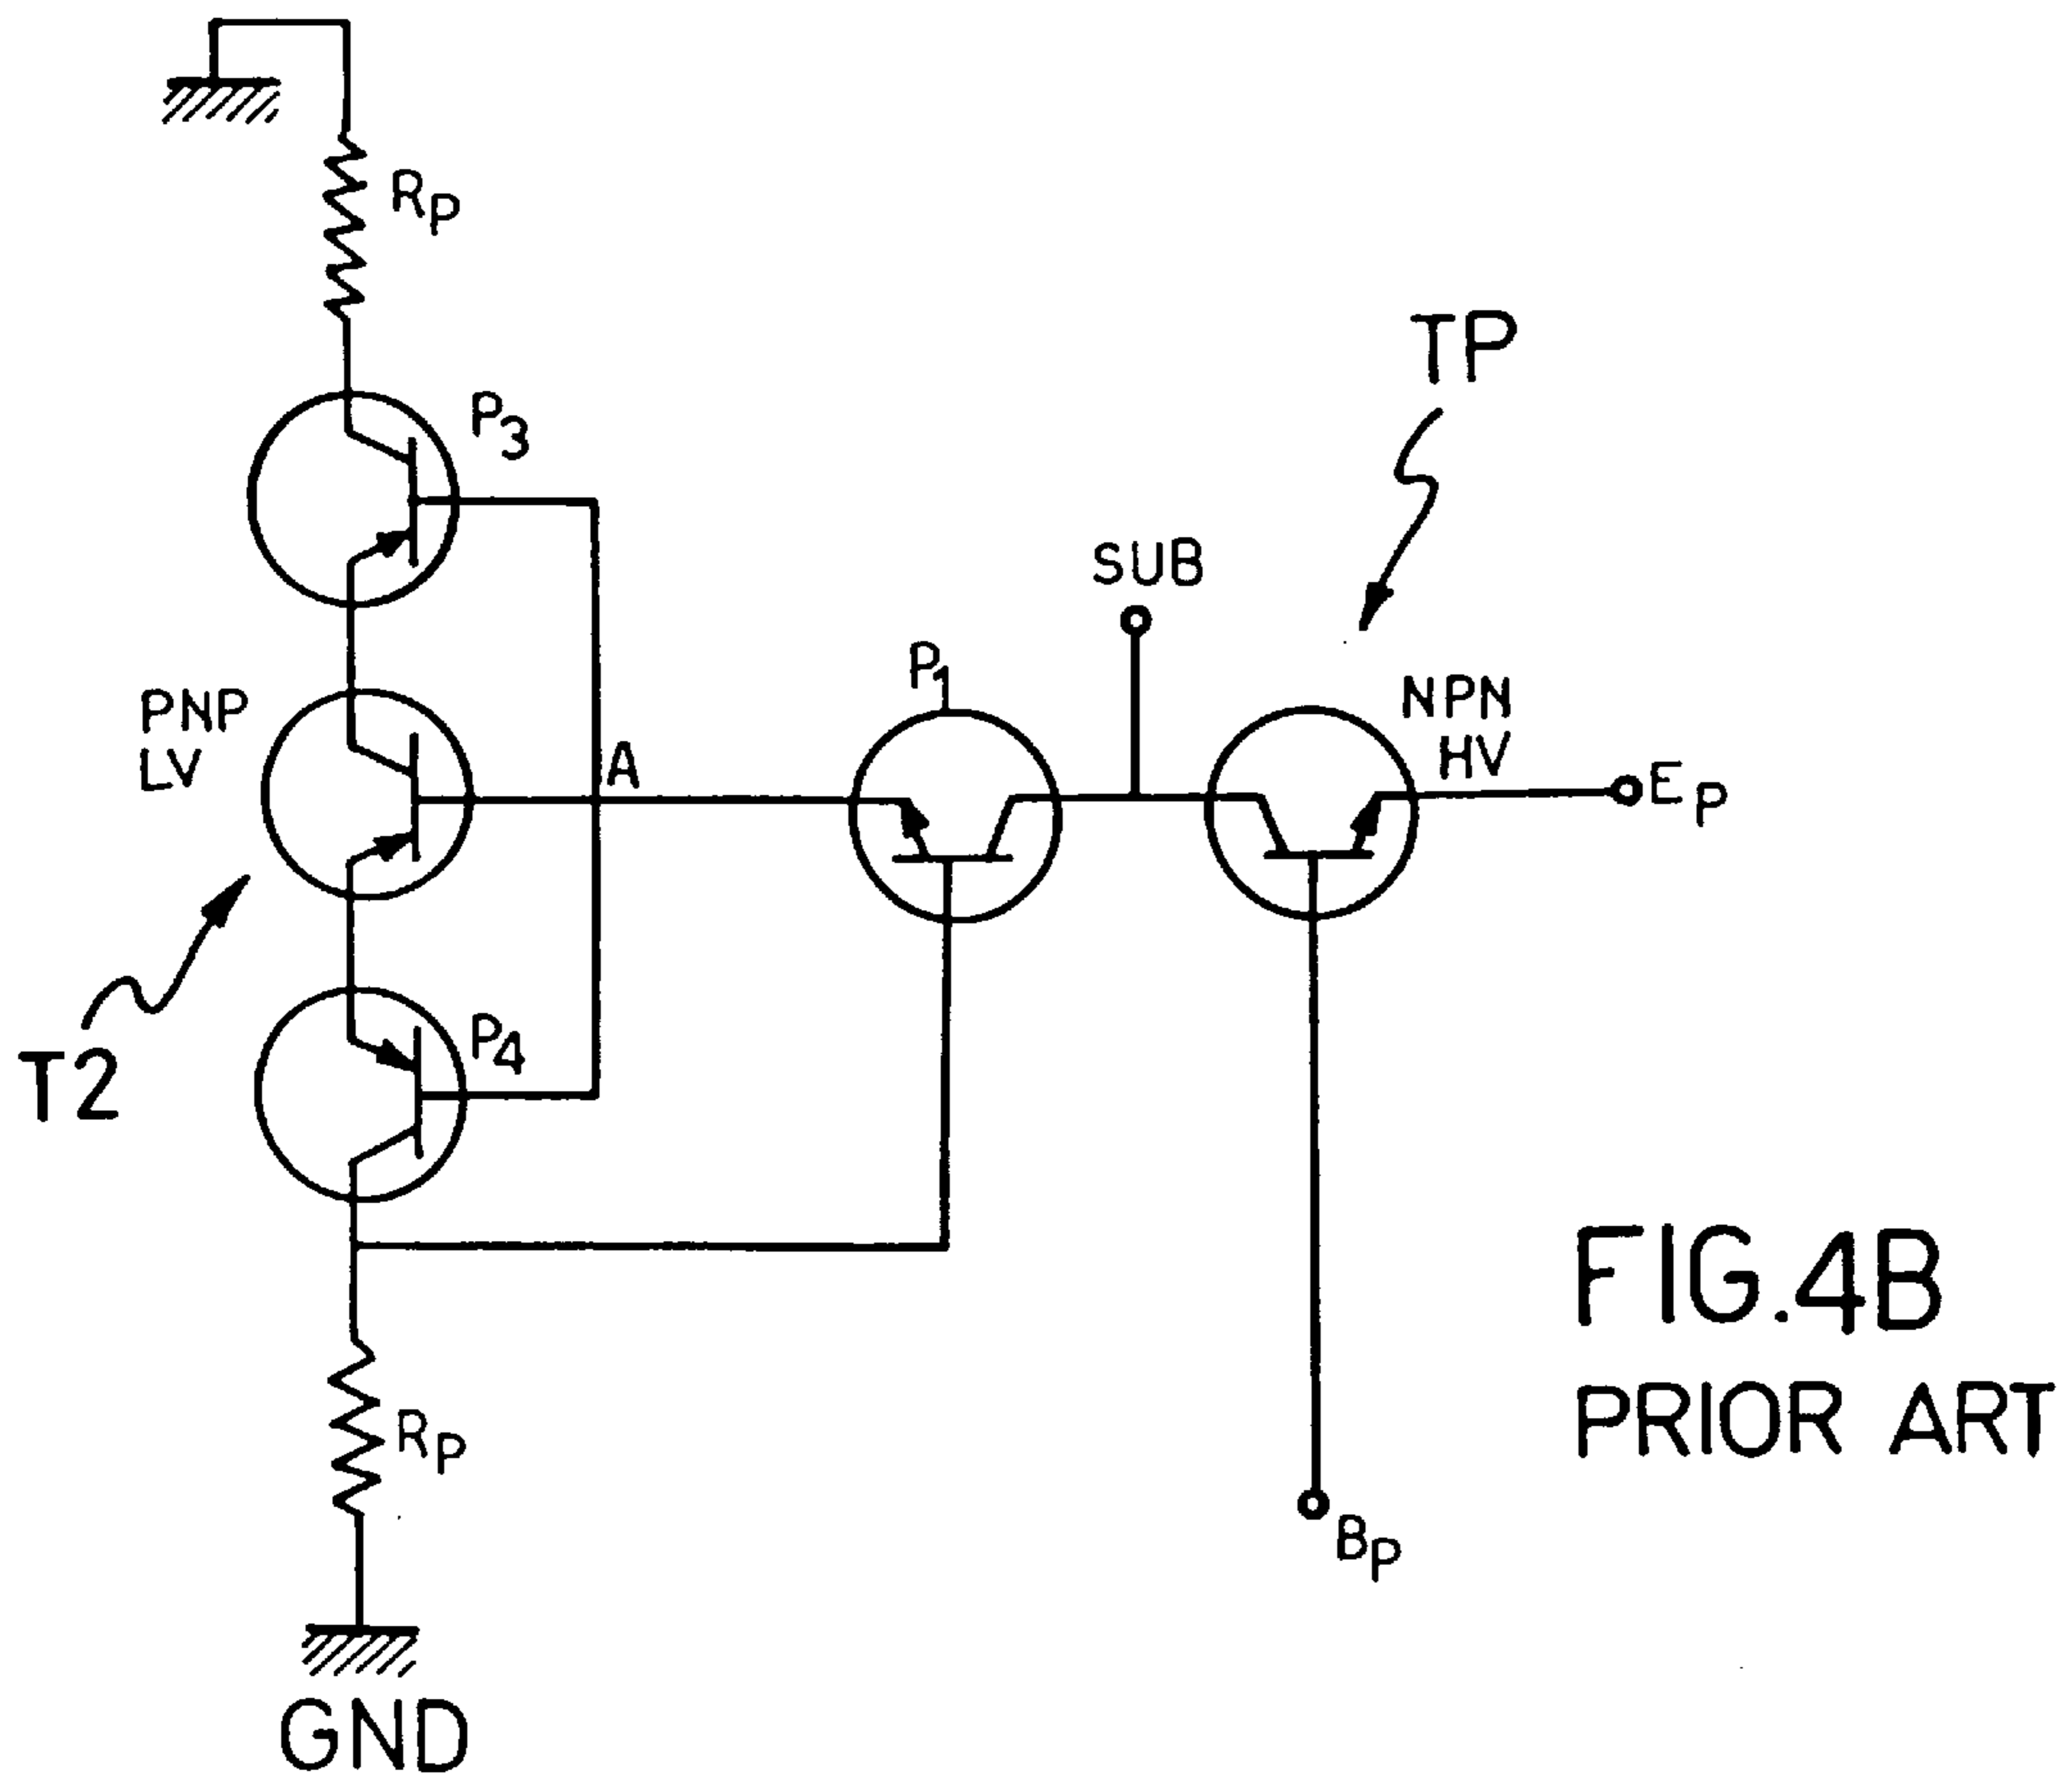 RP
P3
TP
SUB
P1
PNP
LV
A
NPN
HV
EP
T2
P4
FIG.4B
PRIOR ART
RP
BP
GND